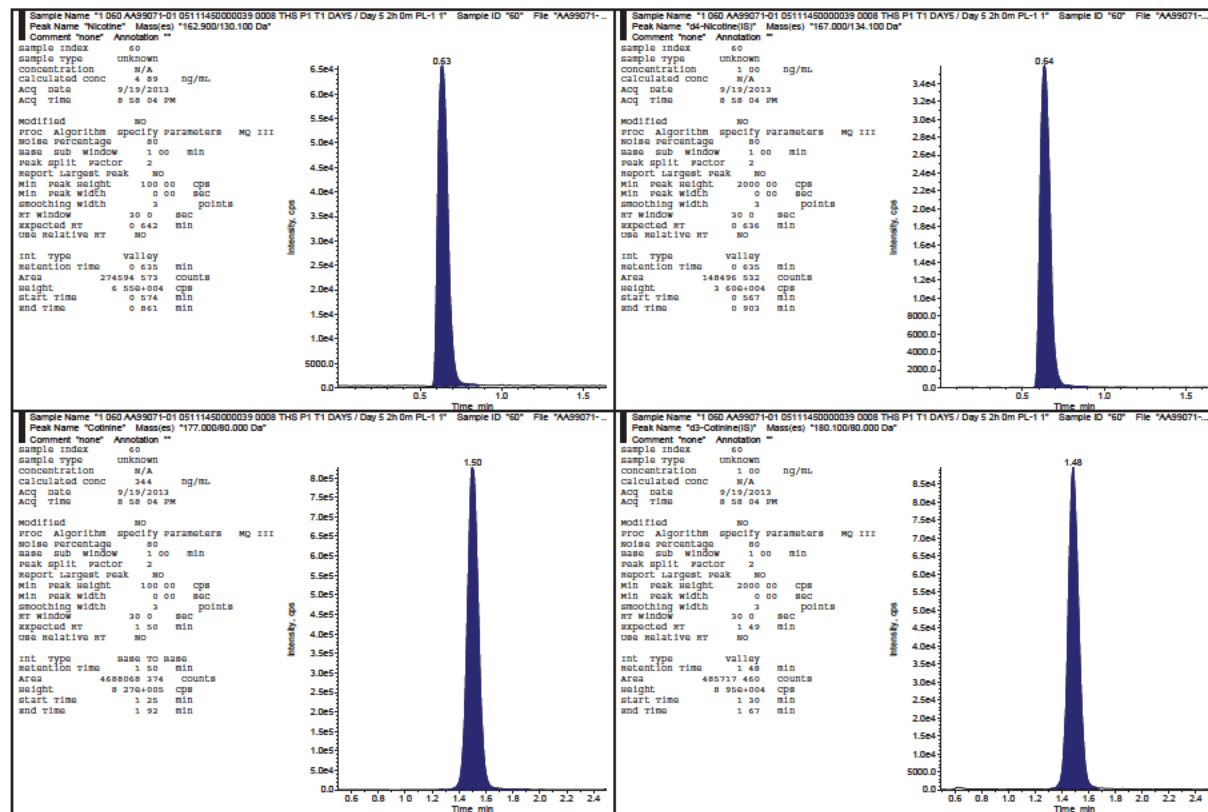 Sample Name "1 060 AA99071-01 05111450000039 0008 THS P1 T1 DAY5 / Day 5 2h 0m PL-1 1" Sample ID "60" File "AA99071-...
Peak Name "Nicotine" Mass(es) "162.900/130.100 Da"
Comment "none" Annotation ""
Sample Index 60
Sample Type Unknown
Concentration N/A
Calculated Conc 4 89 ng/mL
Acq Date 9/19/2013
Acq Time 8 58 04 PM
Modified NO
Proc Algorithm Specify Parameters MQ III
Noise Percentage 80
Base Sub Window 1 00 min
Peak Split Factor 2
Report Largest Peak NO
Min Peak Height 100 00 cps
Min Peak Width 0 00 sec
Smoothing Width 3 points
RT Window 30 0 sec
Expected RT 0 642 min
Use Relative RT NO
Int Type Valley
Retention Time 0 635 min
Area 274594 573 counts
Height 6 55e+004 cps
Start Time 0 574 min
End Time 0 861 min
0.63
6.5e4
6.0e4
5.5e4
5.0e4
4.5e4
4.0e4
3.5e4
3.0e4
2.5e4
2.0e4
1.5e4
1.0e4
5000.0
0.0
Intensity, cps
0.5 1.0 1.5
Time min
Sample Name "1 060 AA99071-01 05111450000039 0008 THS P1 T1 DAY5 / Day 5 2h 0m PL-1 1" Sample ID "60" File "AA99071-...
Peak Name "d4-Nicotine(IS)" Mass(es) "167.000/134.100 Da"
Comment "none" Annotation ""
Sample Index 60
Sample Type Unknown
Concentration 1 00 ng/mL
Calculated Conc N/A
Acq Date 9/19/2013
Acq Time 8 58 04 PM
Modified NO
Proc Algorithm Specify Parameters MQ III
Noise Percentage 80
Base Sub Window 1 00 min
Peak Split Factor 2
Report Largest Peak NO
Min Peak Height 2000 00 cps
Min Peak Width 0 00 sec
Smoothing Width 3 points
RT Window 30 0 sec
Expected RT 0 636 min
Use Relative RT NO
Int Type Valley
Retention Time 0 635 min
Area 148496 532 counts
Height 3 60e+004 cps
Start Time 0 567 min
End Time 0 903 min
0.64
3.4e4
3.2e4
3.0e4
2.8e4
2.6e4
2.4e4
2.2e4
2.0e4
1.8e4
1.6e4
1.4e4
1.2e4
1.0e4
8000.0
6000.0
4000.0
2000.0
0.0
Intensity, cps
0.5 1.0 1.5
Time min
Sample Name "1 060 AA99071-01 05111450000039 0008 THS P1 T1 DAY5 / Day 5 2h 0m PL-1 1" Sample ID "60" File "AA99071-...
Peak Name "Cotinine" Mass(es) "177.000/80.000 Da"
Comment "none" Annotation ""
Sample Index 60
Sample Type Unknown
Concentration N/A
Calculated Conc 344 ng/mL
Acq Date 9/19/2013
Acq Time 8 58 04 PM
Modified NO
Proc Algorithm Specify Parameters MQ III
Noise Percentage 80
Base Sub Window 1 00 min
Peak Split Factor 2
Report Largest Peak NO
Min Peak Height 100 00 cps
Min Peak Width 0 00 sec
Smoothing Width 3 points
RT Window 30 0 sec
Expected RT 1 50 min
Use Relative RT NO
Int Type Base To Base
Retention Time 1 50 min
Area 4688068 374 counts
Height 8 27e+005 cps
Start Time 1 25 min
End Time 1 92 min
1.50
8.0e5
7.5e5
7.0e5
6.5e5
6.0e5
5.5e5
5.0e5
4.5e5
4.0e5
3.5e5
3.0e5
2.5e5
2.0e5
1.5e5
1.0e5
5.0e4
0.0
Intensity, cps
0.6 0.8 1.0 1.2 1.4 1.6 1.8 2.0 2.2 2.4
Time min
Sample Name "1 060 AA99071-01 05111450000039 0008 THS P1 T1 DAY5 / Day 5 2h 0m PL-1 1" Sample ID "60" File "AA99071-...
Peak Name "d3-Cotinine(IS)" Mass(es) "180.100/80.000 Da"
Comment "none" Annotation ""
Sample Index 60
Sample Type Unknown
Concentration 1 00 ng/mL
Calculated Conc N/A
Acq Date 9/19/2013
Acq Time 8 58 04 PM
Modified NO
Proc Algorithm Specify Parameters MQ III
Noise Percentage 80
Base Sub Window 1 00 min
Peak Split Factor 2
Report Largest Peak NO
Min Peak Height 2000 00 cps
Min Peak Width 0 00 sec
Smoothing Width 3 points
RT Window 30 0 sec
Expected RT 1 49 min
Use Relative RT NO
Int Type Valley
Retention Time 1 48 min
Area 485717 460 counts
Height 8 95e+004 cps
Start Time 1 30 min
End Time 1 67 min
1.48
8.5e4
8.0e4
7.5e4
7.0e4
6.5e4
6.0e4
5.5e4
5.0e4
4.5e4
4.0e4
3.5e4
3.0e4
2.5e4
2.0e4
1.5e4
1.0e4
5000.0
0.0
Intensity, cps
0.6 0.8 1.0 1.2 1.4 1.6 1.8 2.0 2.2 2.4
Time min